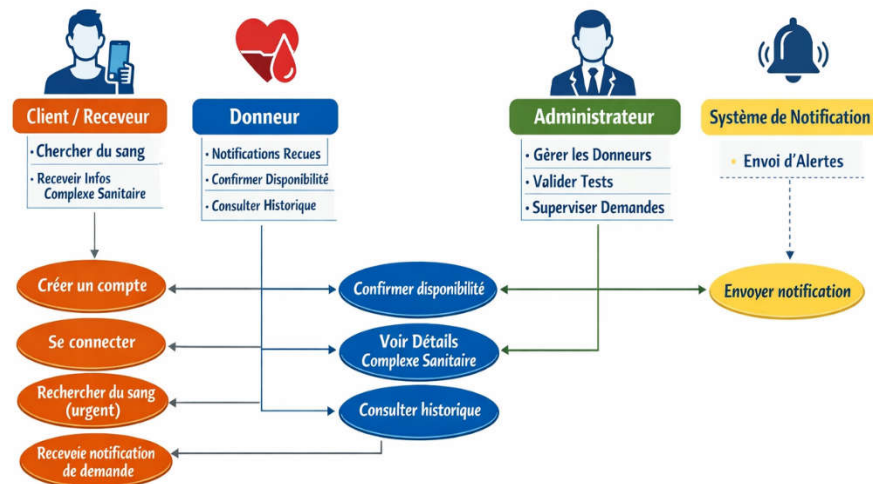 Client / Receveur
• Chercher du sang
• Receveir Infos
Complexe Sanitaire
Donneur
• Notifications Recues
• Confirmer Disponibilité
• Consulter Historique
Administrateur
• Gèrer les Donneurs
• Valider Tests
• Superviser Demandes
Système de Notification
• Envoi d'Alertes
Créer un compte
Confirmer disponibilité
Envoyer notification
Se connecter
Voir Détails
Complexe Sanitaire
Rechercher du sang
(urgent)
Consulter historique
Receveie notification
de demande